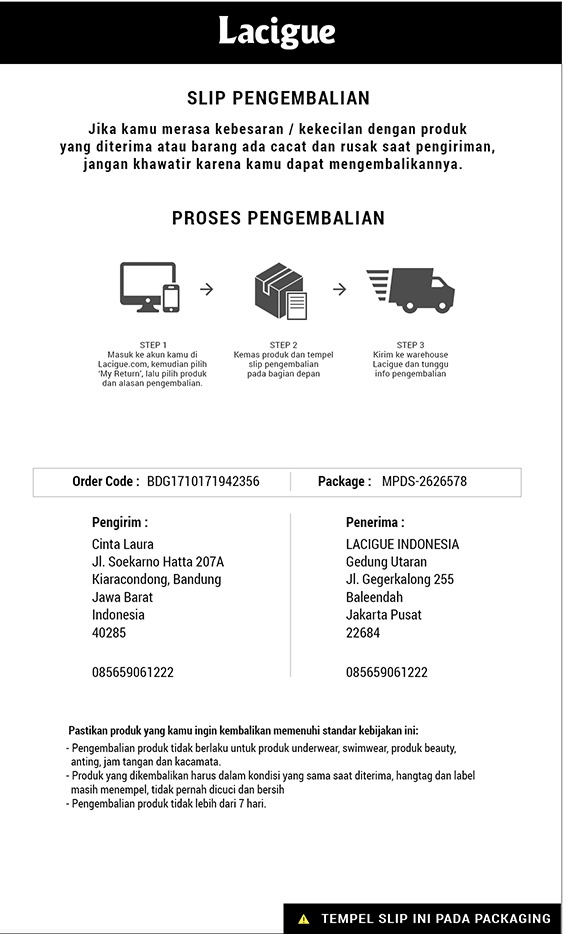 Lacigue
SLIP PENGEMBALIAN
Jika kamu merasa kebesaran / kekecilan dengan produk
yang diterima atau barang ada cacat dan rusak saat pengiriman,
jangan khawatir karena kamu dapat mengembalikannya.
PROSES PENGEMBALIAN
STEP 1
Masuk ke akun kamu di
Lacigue.com, kemudian pilih
'My Return', lalu pilih produk
dan alasan pengembalian.
STEP 2
Kemas produk dan tempel
slip pengembalian
pada bagian depan
STEP 3
Kirim ke warehouse
Lacigue dan tunggu
info pengembalian
Order Code : BDG1710171942356
Package : MPDS-2626578
Pengirim :
Cinta Laura
Jl. Soekarno Hatta 207A
Kiaracondong, Bandung
Jawa Barat
Indonesia
40285
085659061222
Penerima :
LACIGUE INDONESIA
Gedung Utaran
Jl. Gegerkalong 255
Baleendah
Jakarta Pusat
22684
085659061222
Pastikan produk yang kamu ingin kembalikan memenuhi standar kebijakan ini:
- Pengembalian produk tidak berlaku untuk produk underwear, swimwear, produk beauty,
anting, jam tangan dan kacamata.
- Produk yang dikembalikan harus dalam kondisi yang sama saat diterima, hangtag dan label
masih menempel, tidak pernah dicuci dan bersih
- Pengembalian produk tidak lebih dari 7 hari.
TEMPEL SLIP INI PADA PACKAGING